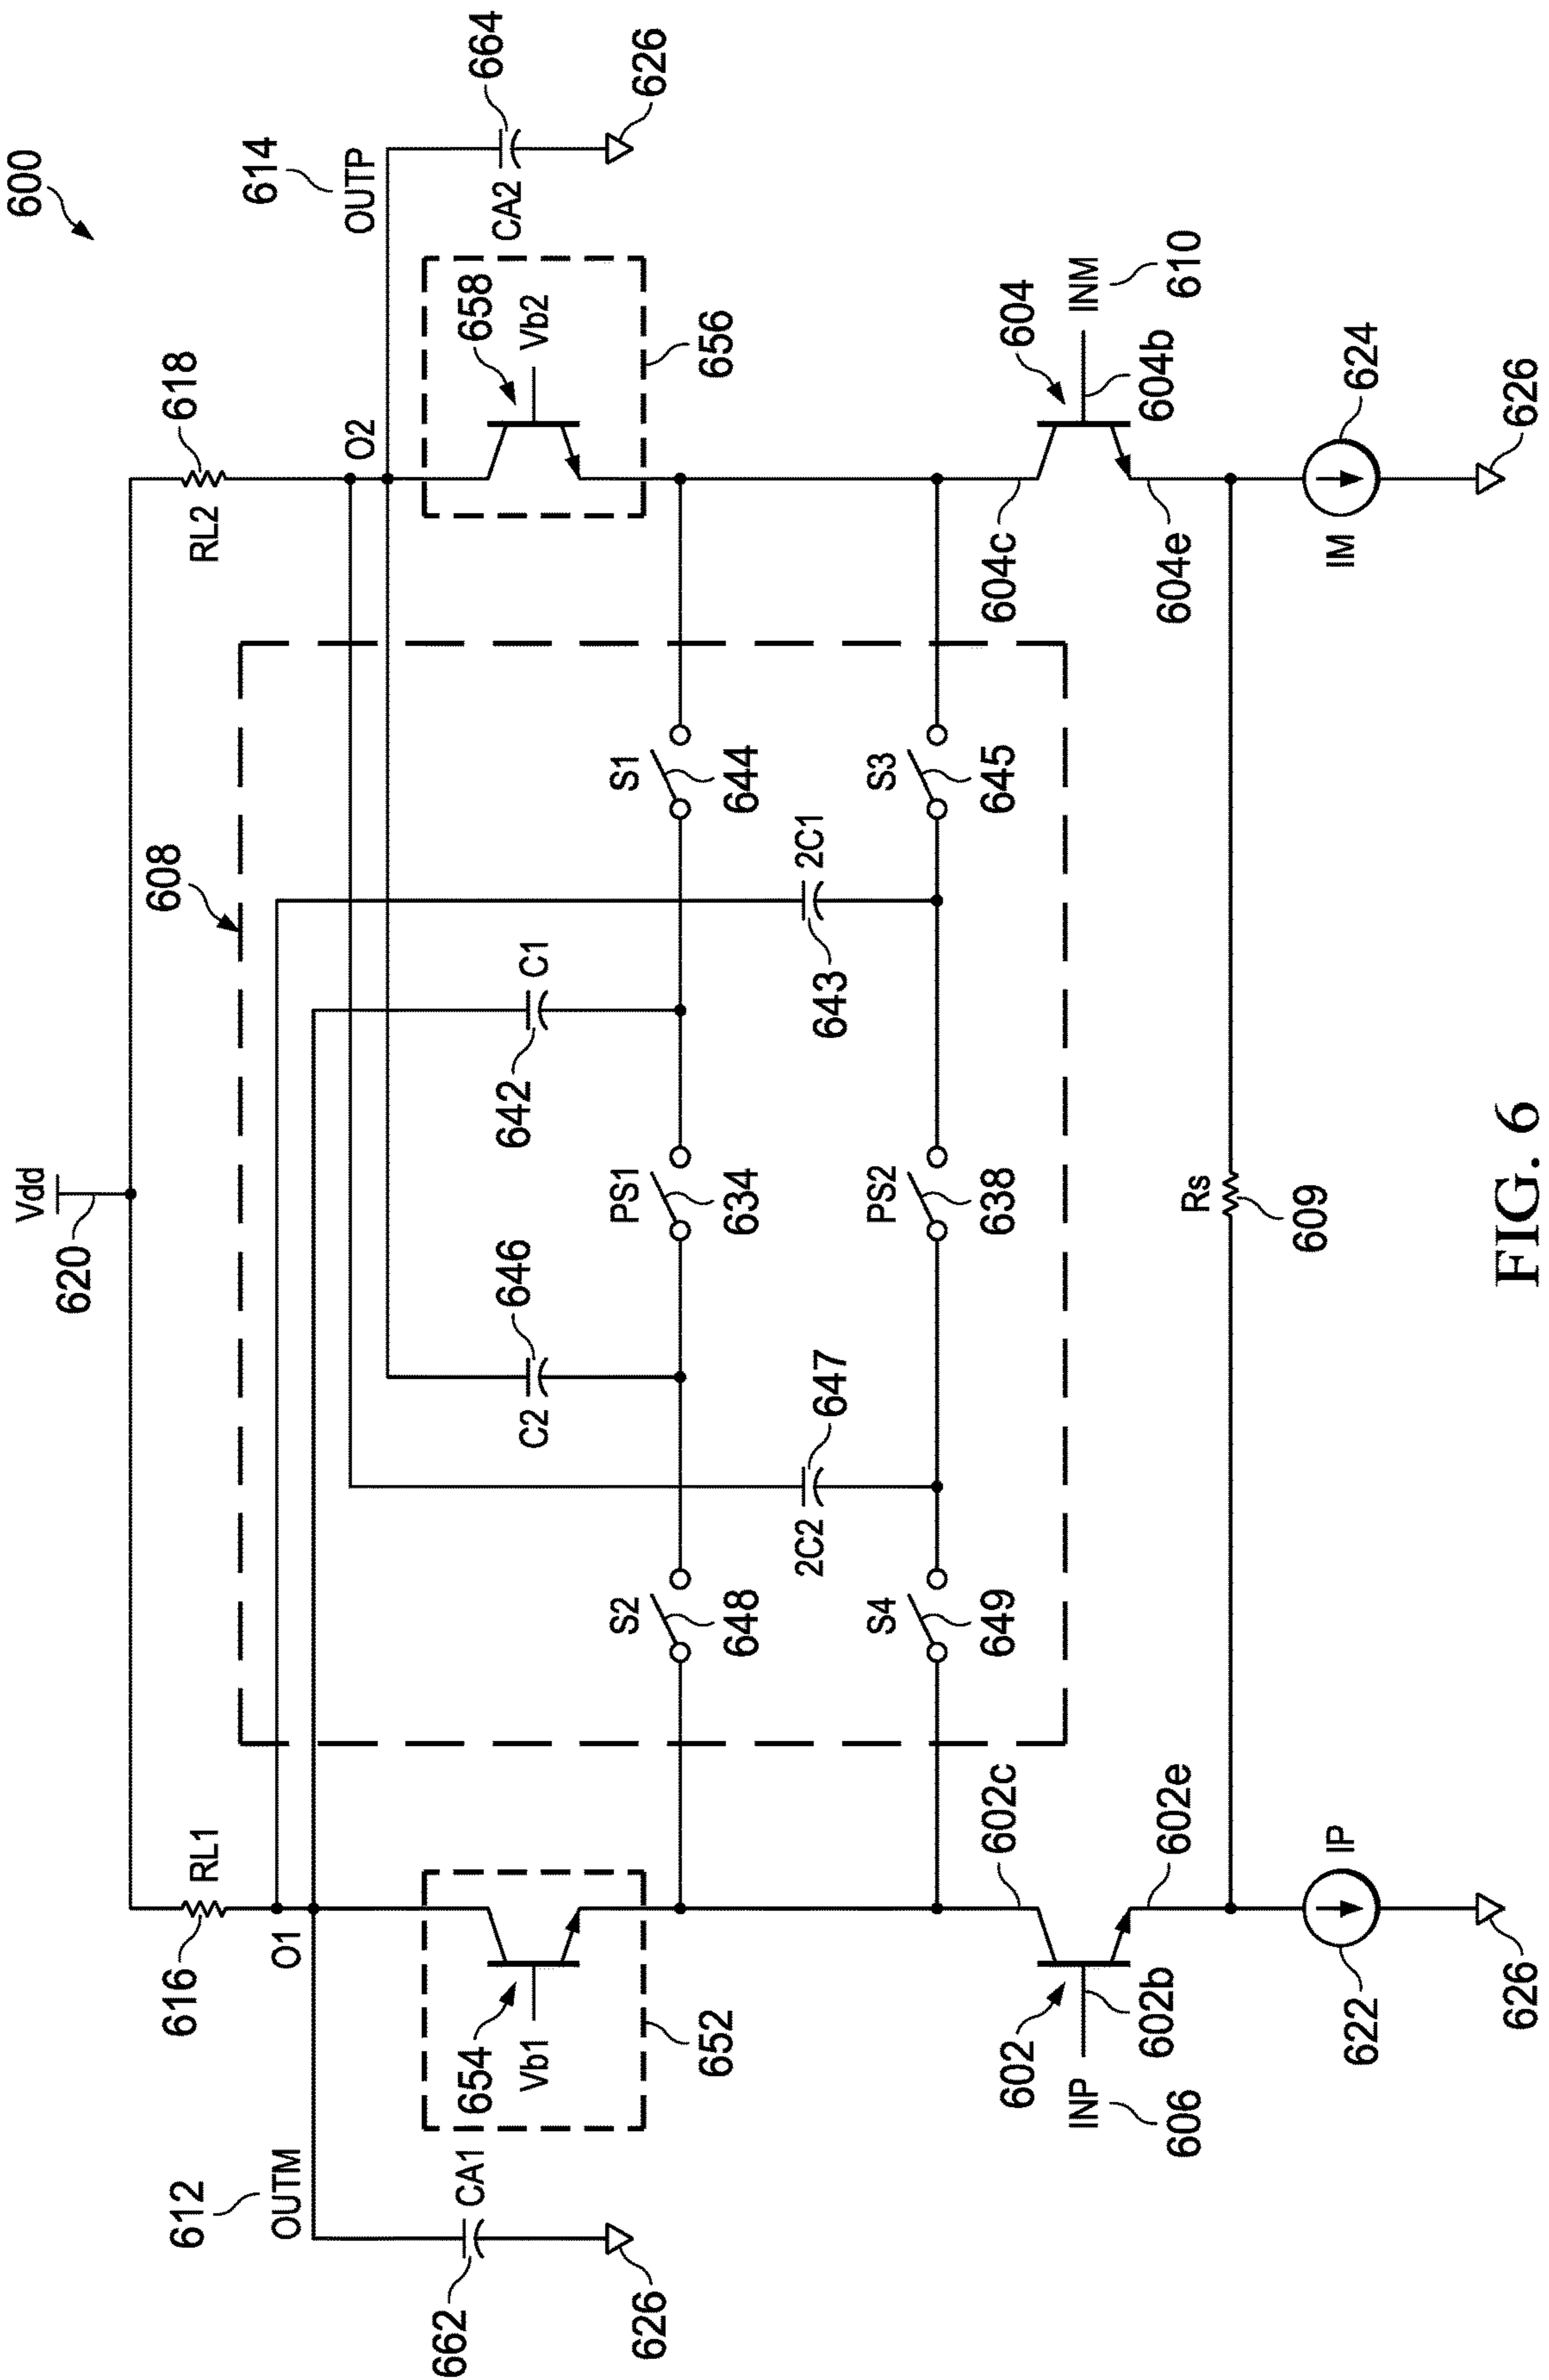 600
Vdd
620
616
RL1
RL2
618
O1
O2
612
OUTM
614
OUTP
608
662
CA1
CA2
664
626
626
654
Vb1
652
658
Vb2
656
C2
646
642
C1
S2
648
PS1
634
S1
644
2C2
647
643
2C1
S4
649
PS2
638
S3
645
602c
604c
602
INP
606
602b
602e
604
INM
610
604b
604e
Rs
609
IP
622
IM
624
626
626
FIG. 6